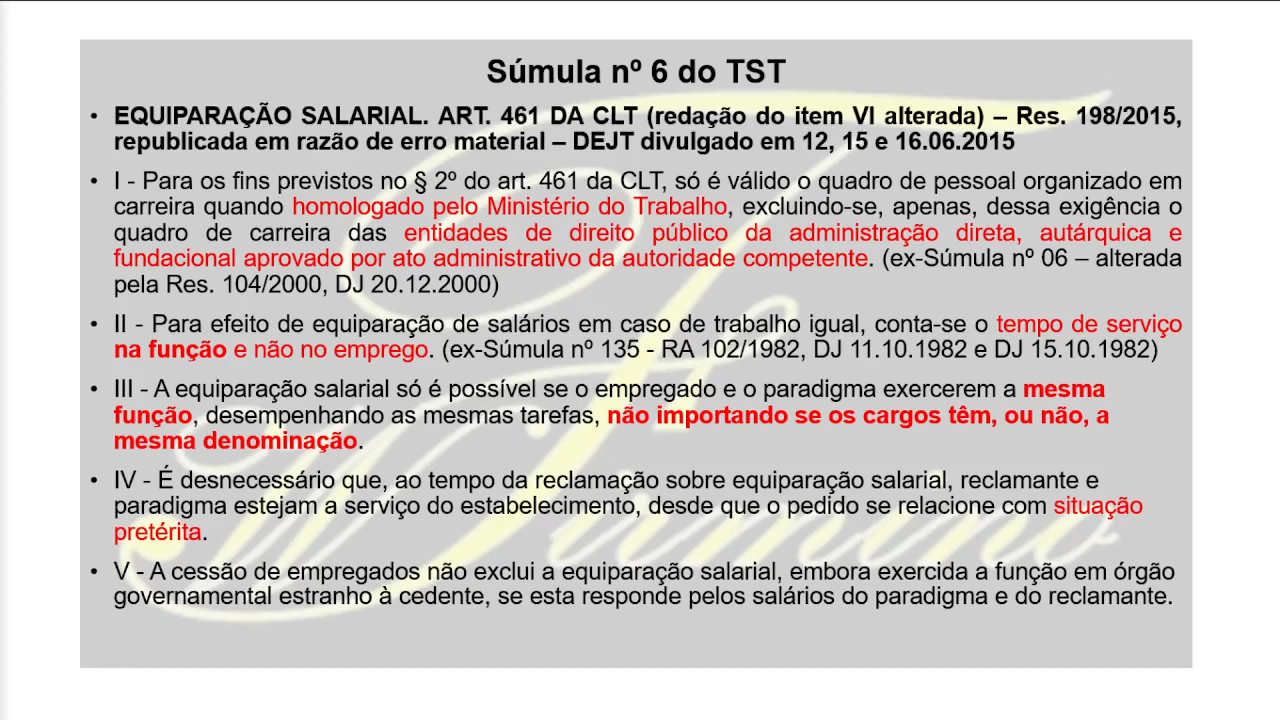 Súmula nº 6 do TST
• EQUIPARAÇÃO SALARIAL. ART. 461 DA CLT (redação do item VI alterada) – Res. 198/2015,
republicada em razão de erro material – DEJT divulgado em 12, 15 e 16.06.2015
• I - Para os fins previstos no § 2º do art. 461 da CLT, só é válido o quadro de pessoal organizado em
carreira quando homologado pelo Ministério do Trabalho, excluindo-se, apenas, dessa exigência o
quadro de carreira das entidades de direito público da administração direta, autárquica e
fundacional aprovado por ato administrativo da autoridade competente. (ex-Súmula nº 06 – alterada
pela Res. 104/2000, DJ 20.12.2000)
• II - Para efeito de equiparação de salários em caso de trabalho igual, conta-se o tempo de serviço
na função e não no emprego. (ex-Súmula nº 135 - RA 102/1982, DJ 11.10.1982 e DJ 15.10.1982)
• III - A equiparação salarial só é possível se o empregado e o paradigma exercerem a mesma
função, desempenhando as mesmas tarefas, não importando se os cargos têm, ou não, a
mesma denominação.
• IV - É desnecessário que, ao tempo da reclamação sobre equiparação salarial, reclamante e
paradigma estejam a serviço do estabelecimento, desde que o pedido se relacione com situação
pretérita.
• V - A cessão de empregados não exclui a equiparação salarial, embora exercida a função em órgão
governamental estranho à cedente, se esta responde pelos salários do paradigma e do reclamante.